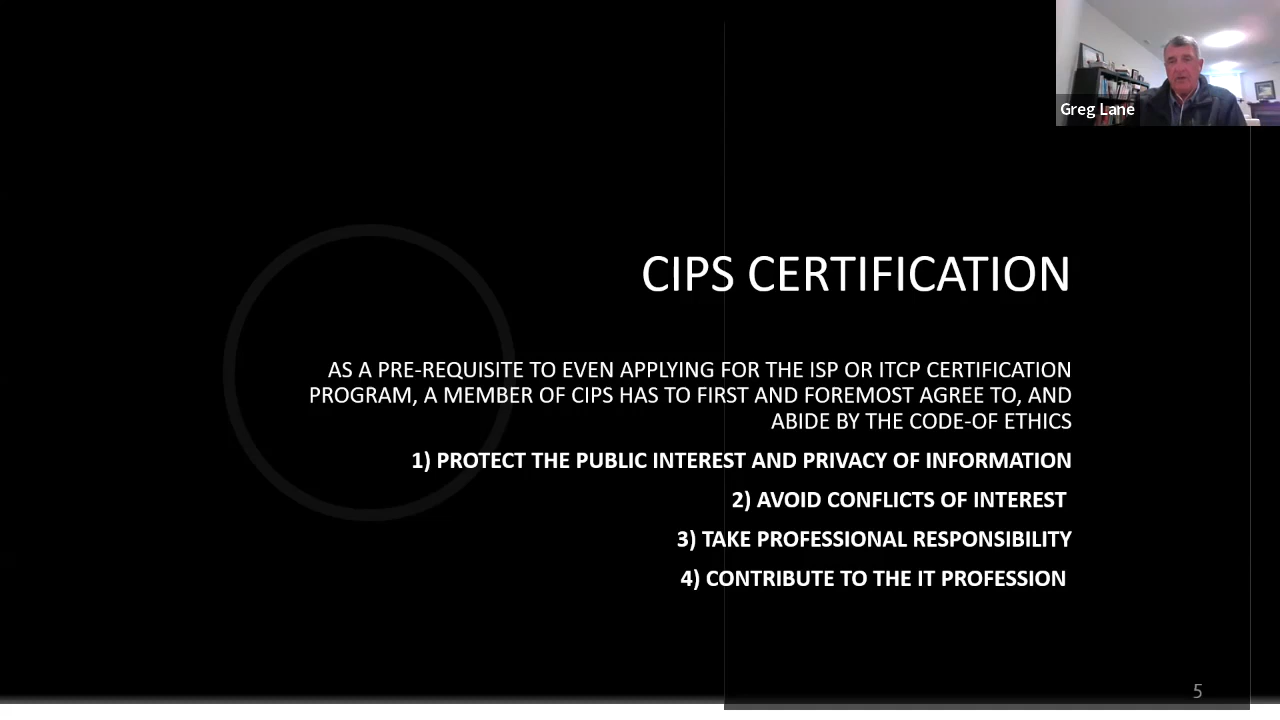 Greg Lane
CIPS CERTIFICATION
AS A PRE-REQUISITE TO EVEN APPLYING FOR THE ISP OR ITCP CERTIFICATION
PROGRAM, A MEMBER OF CIPS HAS TO FIRST AND FOREMOST AGREE TO, AND
ABIDE BY THE CODE-OF ETHICS
1) PROTECT THE PUBLIC INTEREST AND PRIVACY OF INFORMATION
2) AVOID CONFLICTS OF INTEREST
3) TAKE PROFESSIONAL RESPONSIBILITY
4) CONTRIBUTE TO THE IT PROFESSION
5